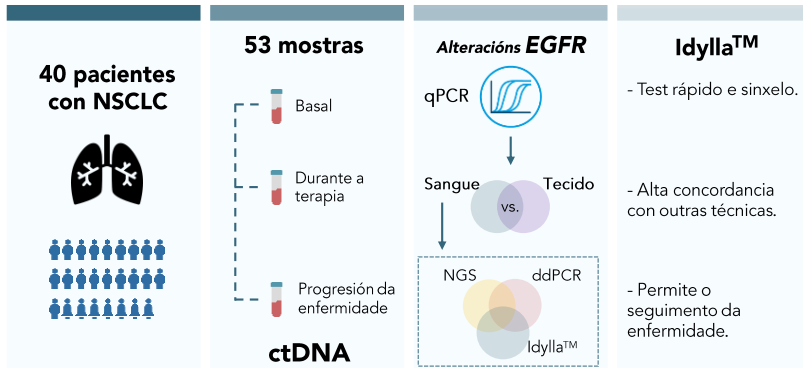 40 pacientes
con NSCLC
53 mostras
Basal
Durante a
terapia
Progresión da
enfermidade
ctDNA
Alteracións EGFR
qPCR
Sangue
Tecido
vs.
NGS
ddPCR
Idylla™
Idylla™
- Test rápido e sinxelo.
- Alta concordancia
con outras técnicas.
- Permite o
seguimento da
enfermidade.